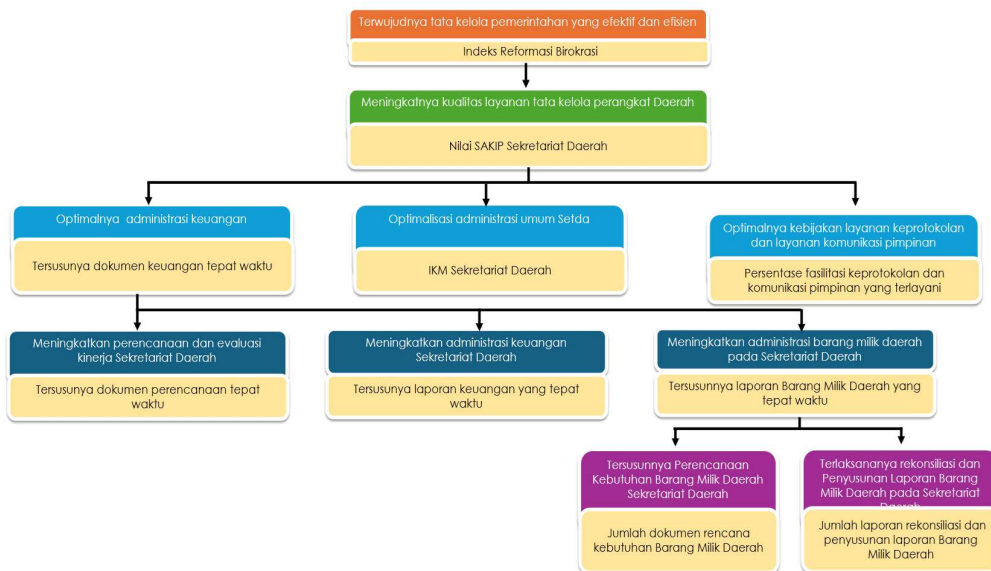 Terwujudnya tata kelola pemerintahan yang efektif dan efisien
Indeks Reformasi Birokrasi
Meningkatnya kualitas layanan tata kelola perangkat Daerah
Nilai SAKIP Sekretariat Daerah
Optimalnya administrasi keuangan
Tersusunya dokumen keuangan tepat waktu
Optimalisasi administrasi umum Setda
IKM Sekretariat Daerah
Optimalnya kebijakan layanan keprotokolan
dan layanan komunikasi pimpinan
Persentase fasilitasi keprotokolan dan
komunikasi pimpinan yang terlayani
Meningkatkan perencanaan dan evaluasi
kinerja Sekretariat Daerah
Tersusunya dokumen perencanaan tepat
waktu
Meningkatkan administrasi keuangan
Sekretariat Daerah
Tersusunya laporan keuangan yang tepat
waktu
Meningkatkan administrasi barang milik daerah
pada Sekretariat Daerah
Tersusunnya laporan Barang Milik Daerah yang
tepat waktu
Tersusunnya Perencanaan
Kebutuhan Barang Milik Daerah
Sekretariat Daerah
Jumlah dokumen rencana
kebutuhan Barang Milik Daerah
Terlaksananya rekonsiliasi dan
Penyusunan Laporan Barang
Milik Daerah pada Sekretariat
Daerah
Jumlah laporan rekonsiliasi dan
penyusunan laporan Barang
Milik Daerah